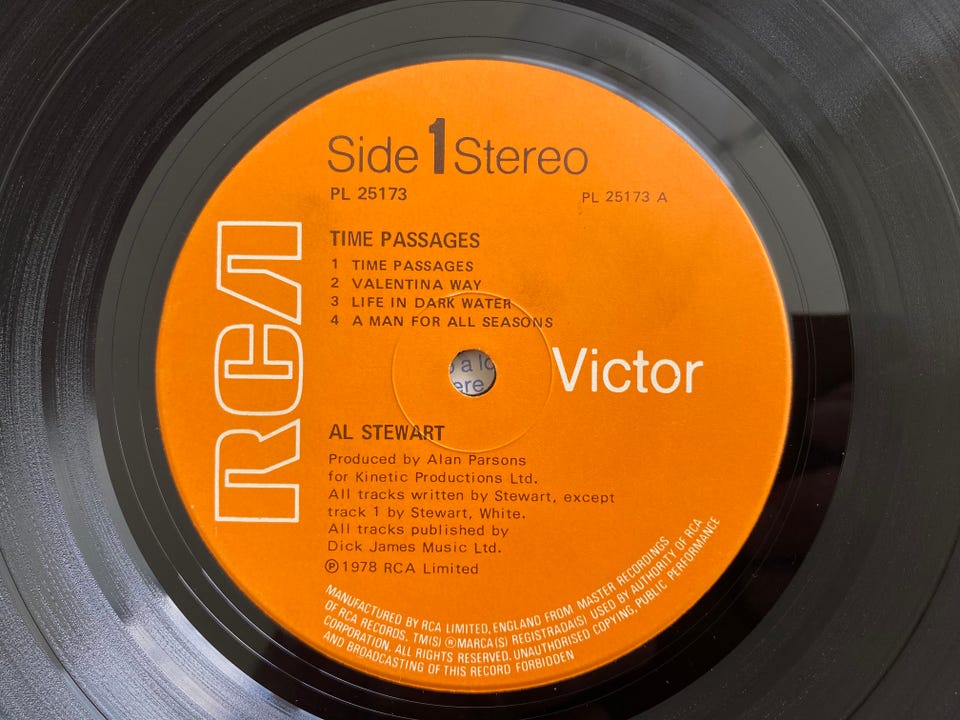 Side 1 Stereo
PL 25173
PL 25173 A
TIME PASSAGES
1 TIME PASSAGES
2 VALENTINA WAY
3 LIFE IN DARK WATER
4 A MAN FOR ALL SEASONS
RCA
Victor
AL STEWART
Produced by Alan Parsons
for Kinetic Productions Ltd.
All tracks written by Stewart, except
track 1 by Stewart, White.
All tracks published by
Dick James Music Ltd.
Ⓟ1978 RCA Limited
MANUFACTURED BY RCA LIMITED, ENGLAND FROM MASTER RECORDINGS
OF RCA RECORDS. TM(S) ® MARCA(S) REGISTRADA(S) USED BY AUTHORITY OF RCA
CORPORATION. ALL RIGHTS RESERVED. UNAUTHORISED COPYING, PUBLIC PERFORMANCE
AND BROADCASTING OF THIS RECORD FORBIDDEN